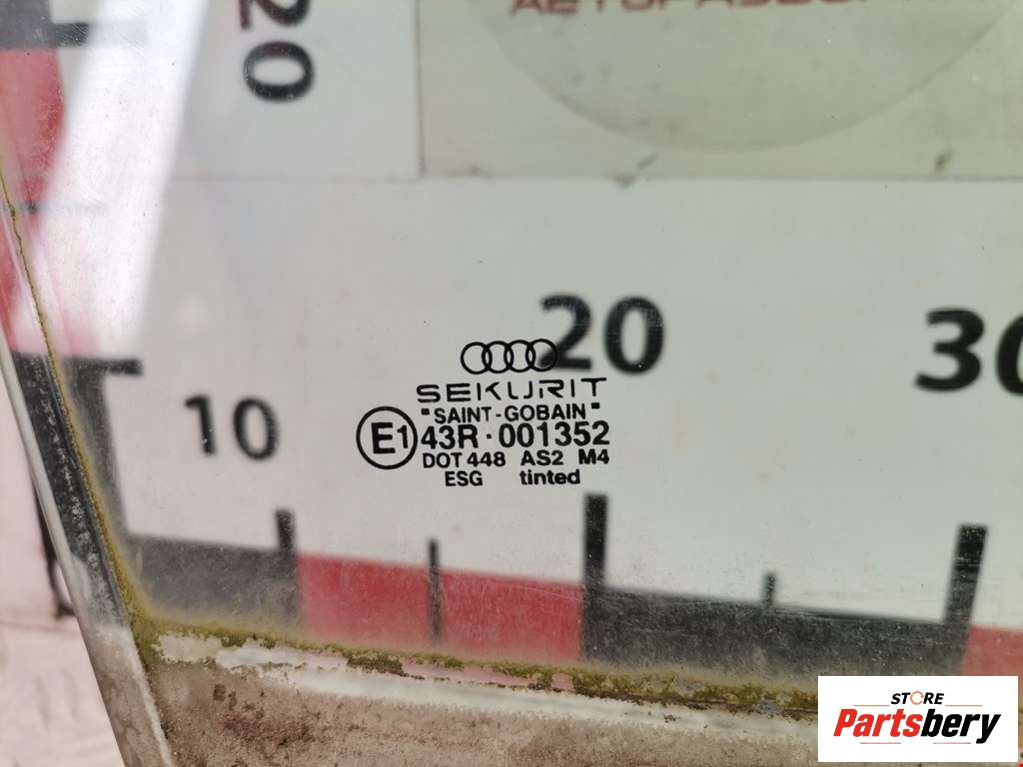 20
20
30
10
SEKURIT
"SAINT-GOBAIN"
E1 43R·001352
DOT 448 AS2 M4
ESG tinted
STORE
Partsbery